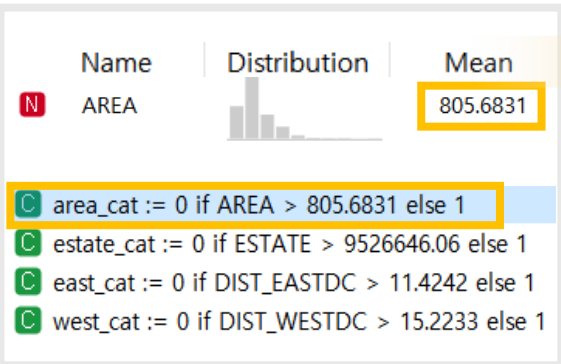 Name Distribution Mean
N AREA 805.6831
C area_cat := 0 if AREA > 805.6831 else 1
C estate_cat := 0 if ESTATE > 9526646.06 else 1
C east_cat := 0 if DIST_EASTDC > 11.4242 else 1
C west_cat := 0 if DIST_WESTDC > 15.2233 else 1